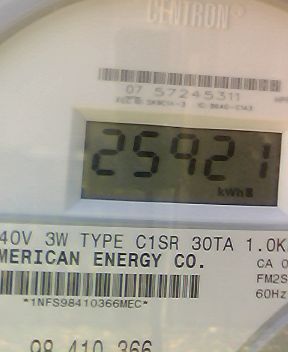 CENTRON
07 57245311
25921
kWh
40V 3W TYPE C1SR 30TA 1.0K
MERICAN ENERGY CO.
CA 0
FM2S
60Hz
*1NFS98410366MEC*
98 410 366